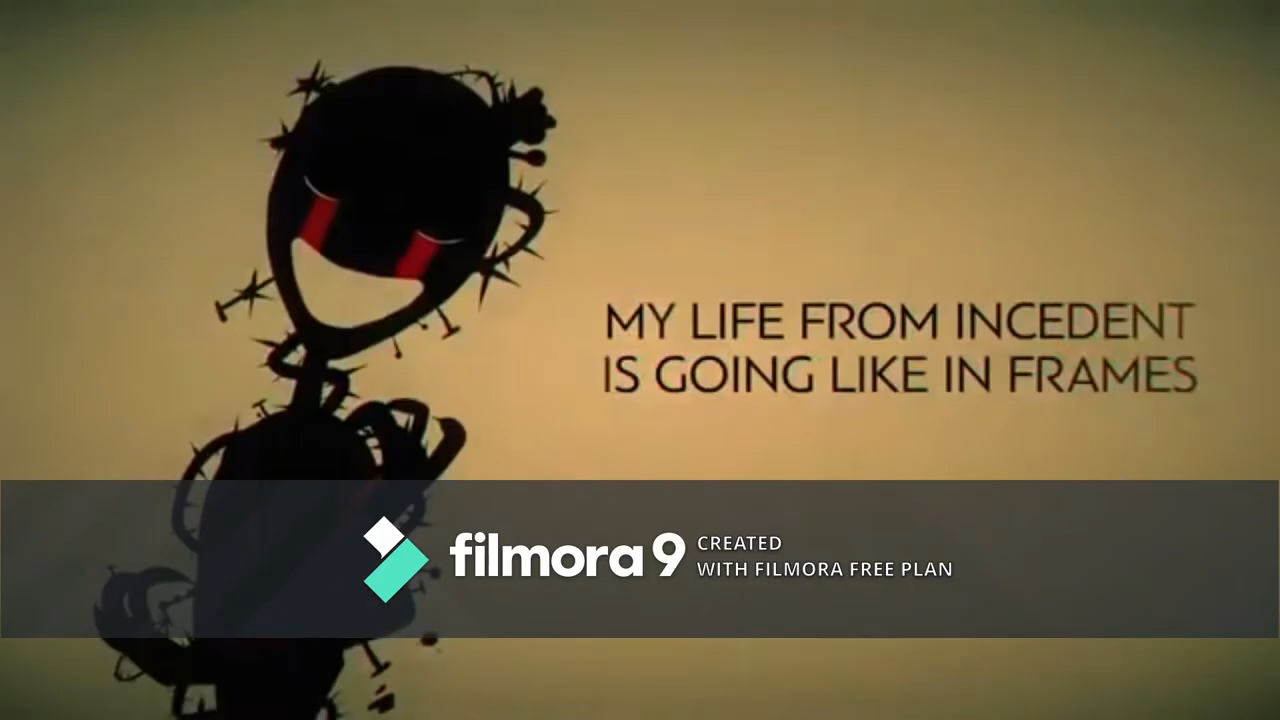 MY LIFE FROM INCEDENT
IS GOING LIKE IN FRAMES
filmora 9
CREATED
WITH FILMORA FREE PLAN